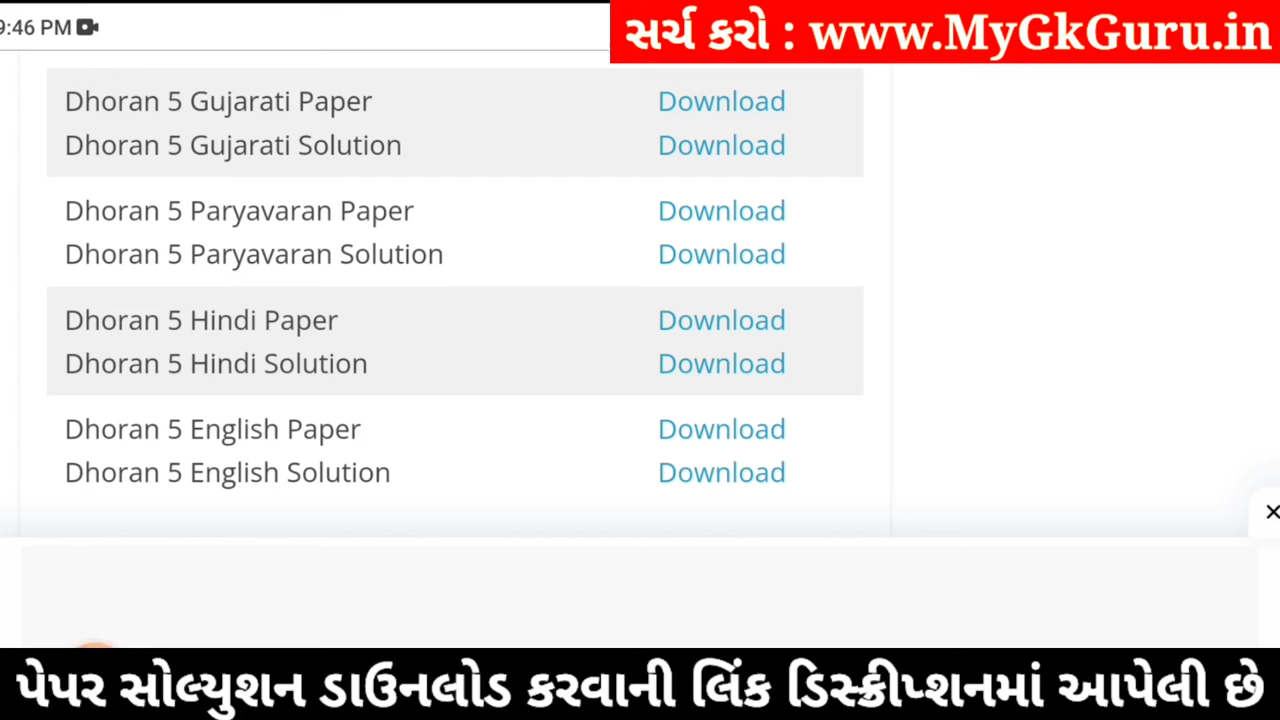 9:46 PM
સર્ચ કરો : www.MyGkGuru.in
Dhoran 5 Gujarati Paper Download
Dhoran 5 Gujarati Solution Download
Dhoran 5 Paryavaran Paper Download
Dhoran 5 Paryavaran Solution Download
Dhoran 5 Hindi Paper Download
Dhoran 5 Hindi Solution Download
Dhoran 5 English Paper Download
Dhoran 5 English Solution Download
પેપર સોલ્યુશન ડાઉનલોડ કરવાની લિંક ડિસ્ક્રીપ્શનમાં આપેલી છે